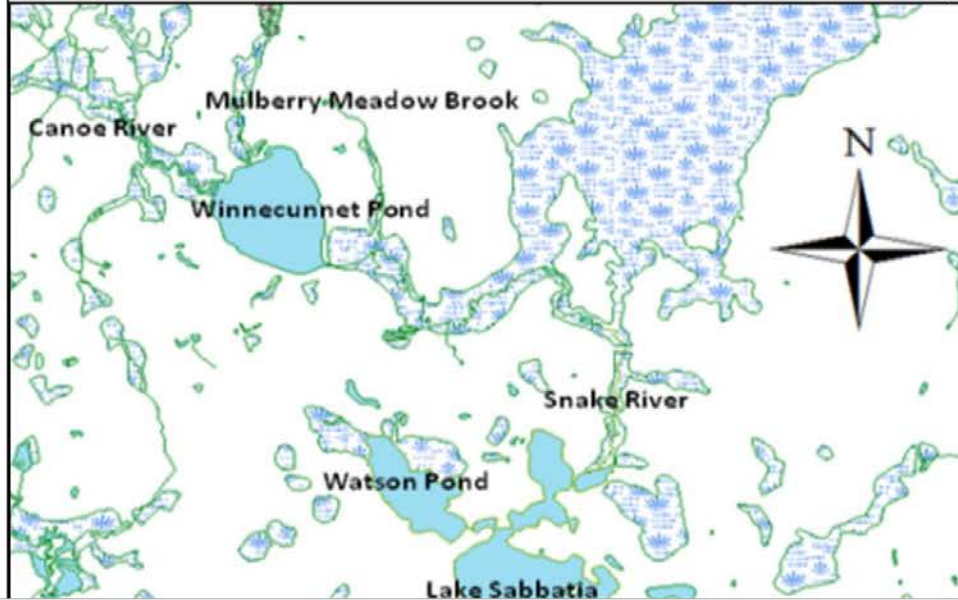 Mulberry Meadow Brook
Canoe River
N
Winnecunnet Pond
Snake River
Watson Pond
Lake Sabbatia